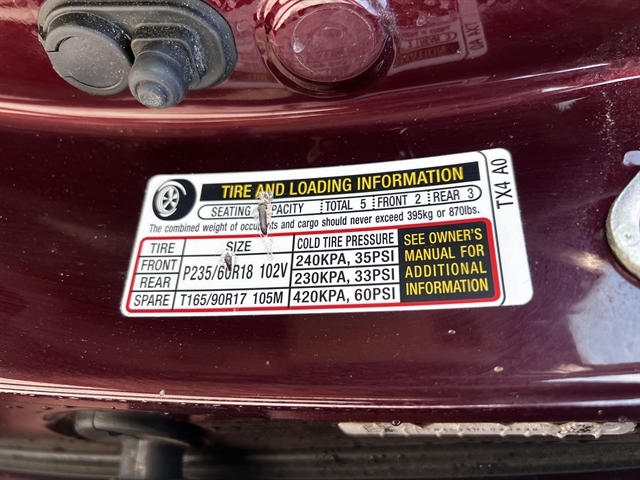 TIRE AND LOADING INFORMATION
SEATING CAPACITY TOTAL 5 FRONT 2 REAR 3
The combined weight of occupants and cargo should never exceed 395kg or 870lbs.
TIRE SIZE COLD TIRE PRESSURE
FRONT P235/60R18 102V 240KPA, 35PSI
REAR 230KPA, 33PSI
SPARE T165/90R17 105M 420KPA, 60PSI
SEE OWNER'S
MANUAL FOR
ADDITIONAL
INFORMATION
TX4 A0